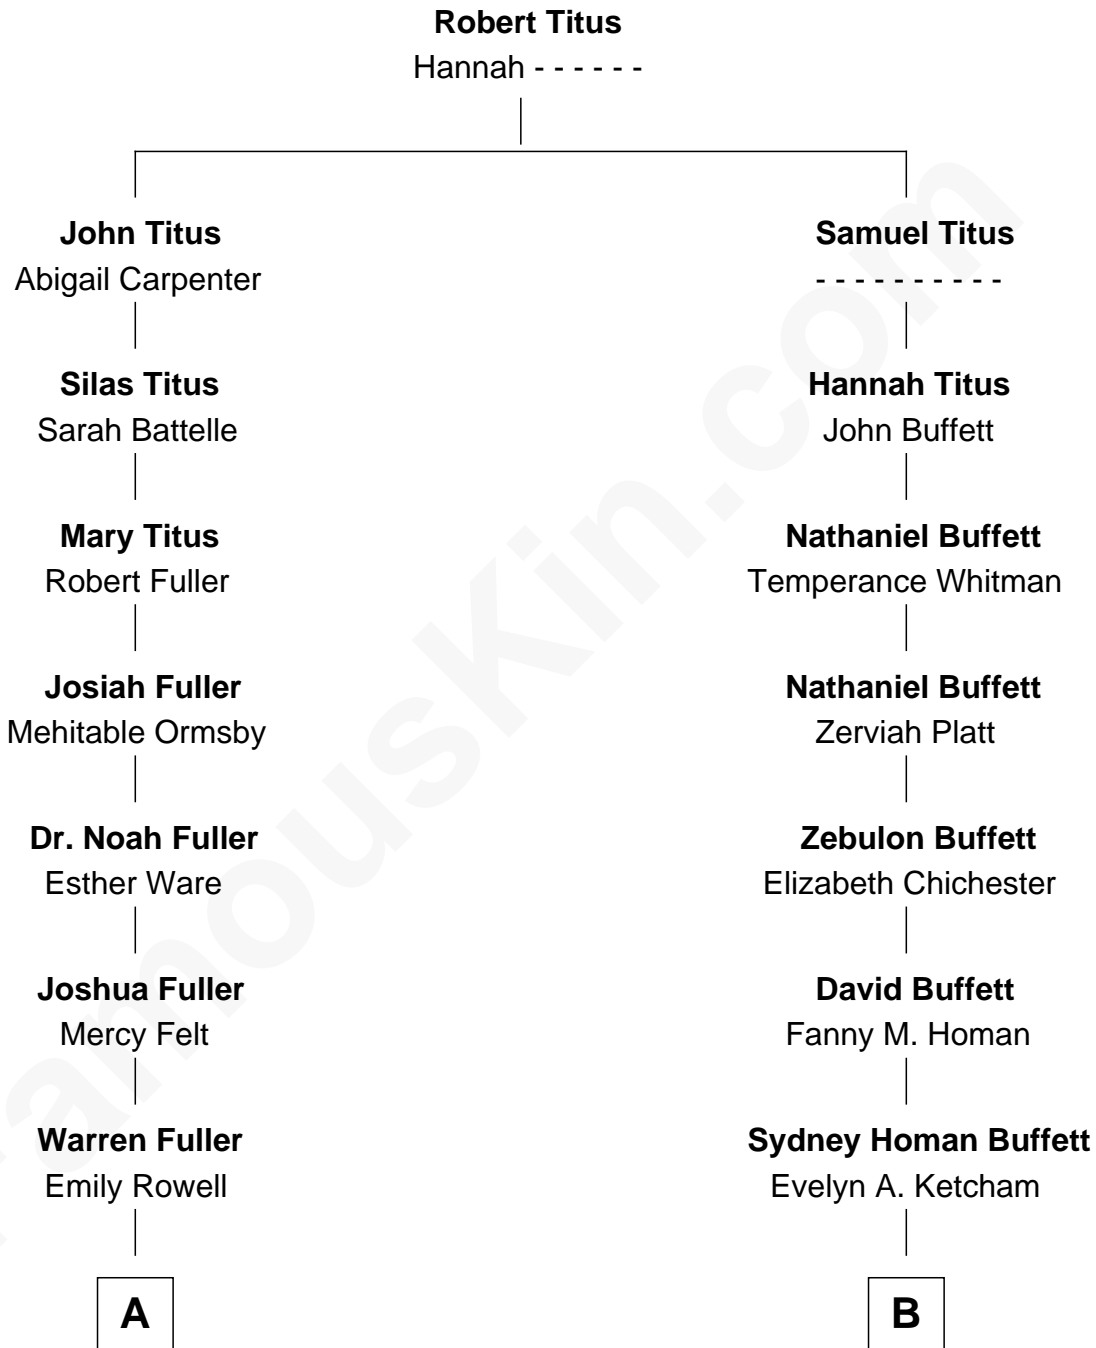 Robert Titus
Hannah - - - - - -
John Titus
Abigail Carpenter
Samuel Titus
- - - - - - - - - -
Silas Titus
Sarah Battelle
Hannah Titus
John Buffett
Mary Titus
Robert Fuller
Nathaniel Buffett
Temperance Whitman
Josiah Fuller
Mehitable Ormsby
Nathaniel Buffett
Zerviah Platt
Dr. Noah Fuller
Esther Ware
Zebulon Buffett
Elizabeth Chichester
Joshua Fuller
Mercy Felt
David Buffett
Fanny M. Homan
Warren Fuller
Emily Rowell
Sydney Homan Buffett
Evelyn A. Ketcham
A
B
FamousKin.com